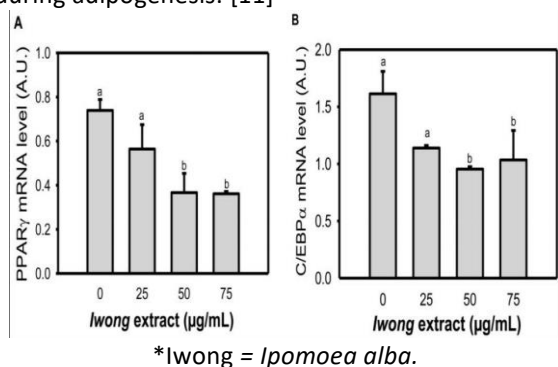 during adipogenesis. [11]
A
B
1.0
0.8
0.6
0.4
0.2
0.0
PPARγ mRNA level (A.U.)
a
a
b
b
0 25 50 75
Iwong extract (μg/mL)
2.0
1.5
1.0
0.5
0.0
C/EBPα mRNA level (A.U.)
a
a
b
b
0 25 50 75
Iwong extract (μg/mL)
*Iwong = Ipomoea alba.